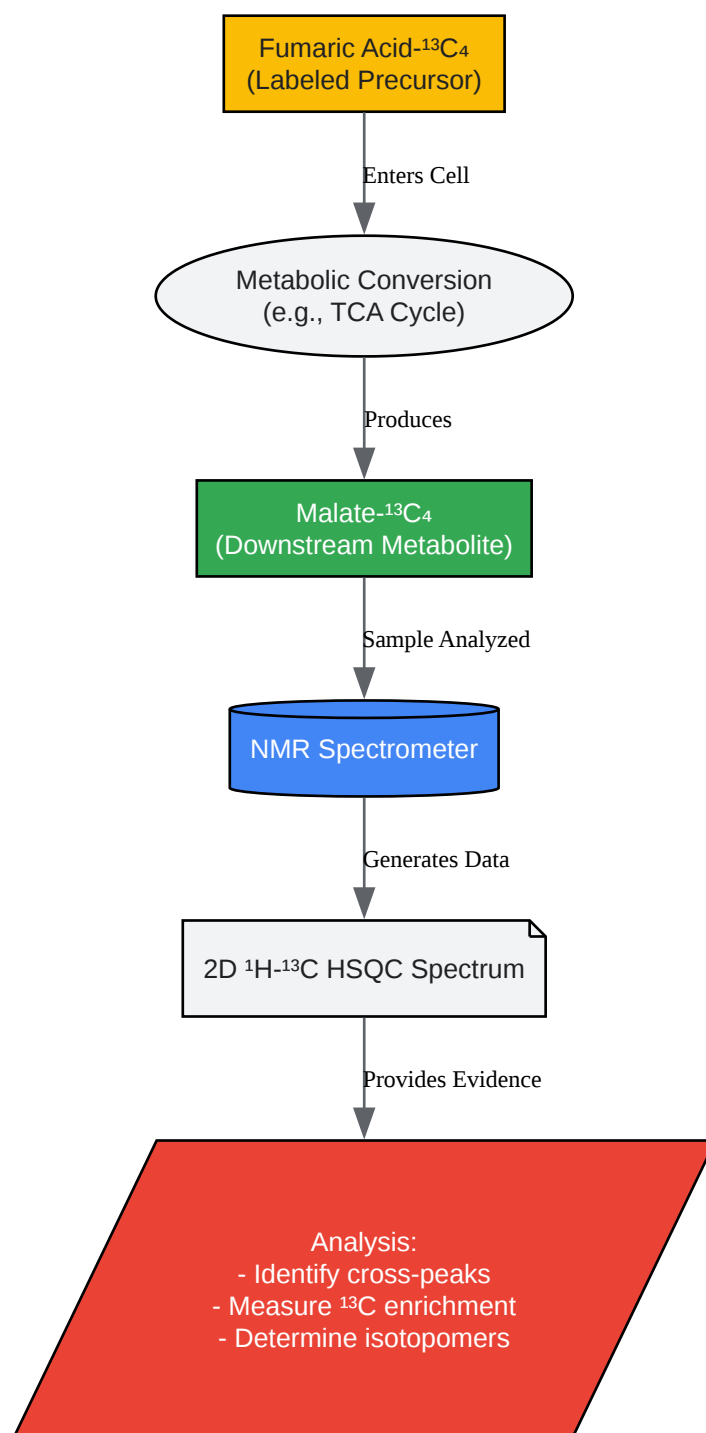 Fumaric Acid-¹³C₄
(Labeled Precursor)
Enters Cell
Metabolic Conversion
(e.g., TCA Cycle)
Produces
Malate-¹³C₄
(Downstream Metabolite)
Sample Analyzed
NMR Spectrometer
Generates Data
2D ¹H-¹³C HSQC Spectrum
Provides Evidence
Analysis:
- Identify cross-peaks
- Measure ¹³C enrichment
- Determine isotopomers